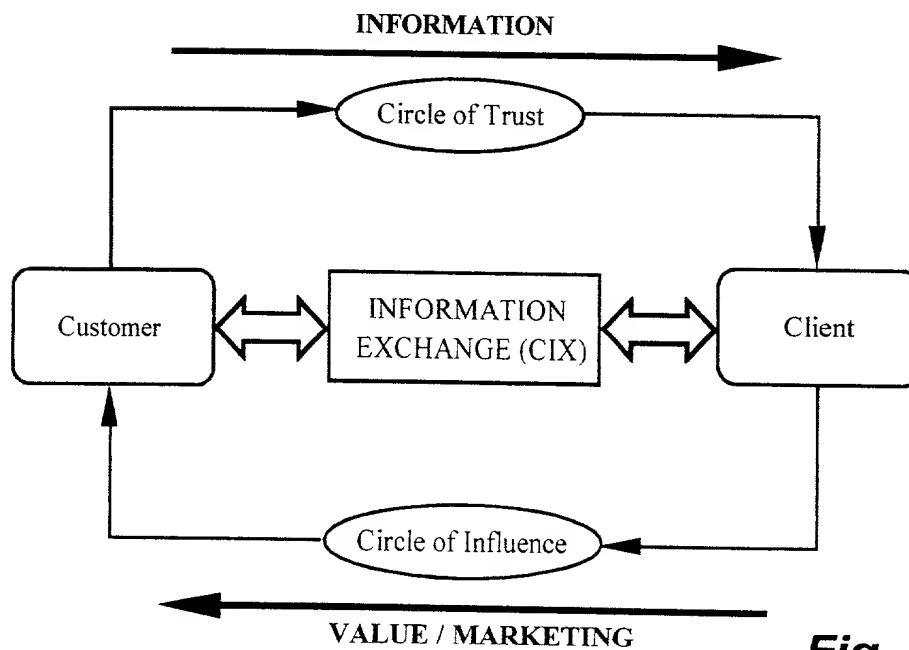 INFORMATION
Circle of Trust
Customer
INFORMATION
EXCHANGE (CIX)
Client
Circle of Influence
VALUE / MARKETING
Fig